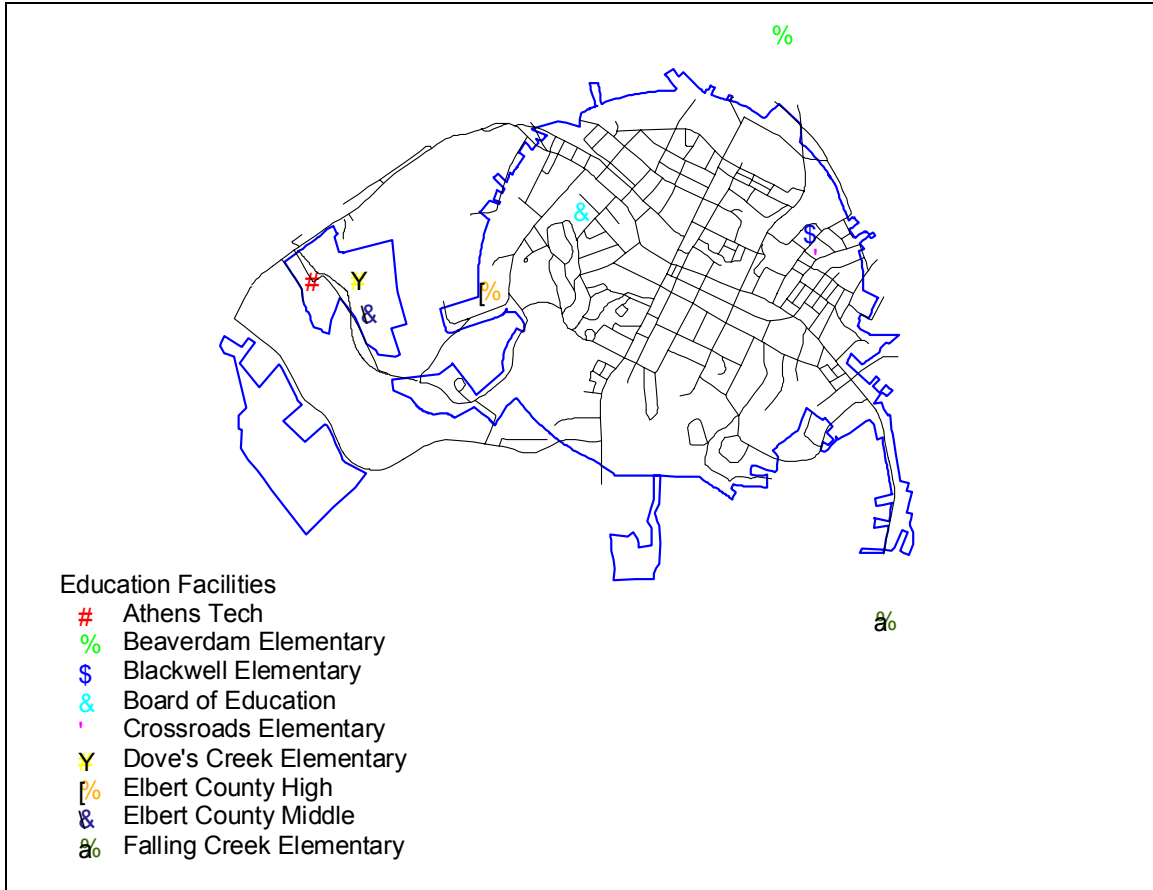 %
&
$
'
#
Y
&
[%
a%
Education Facilities
# Athens Tech
% Beaverdam Elementary
$ Blackwell Elementary
& Board of Education
' Crossroads Elementary
Y Dove's Creek Elementary
[% Elbert County High
& Elbert County Middle
a% Falling Creek Elementary